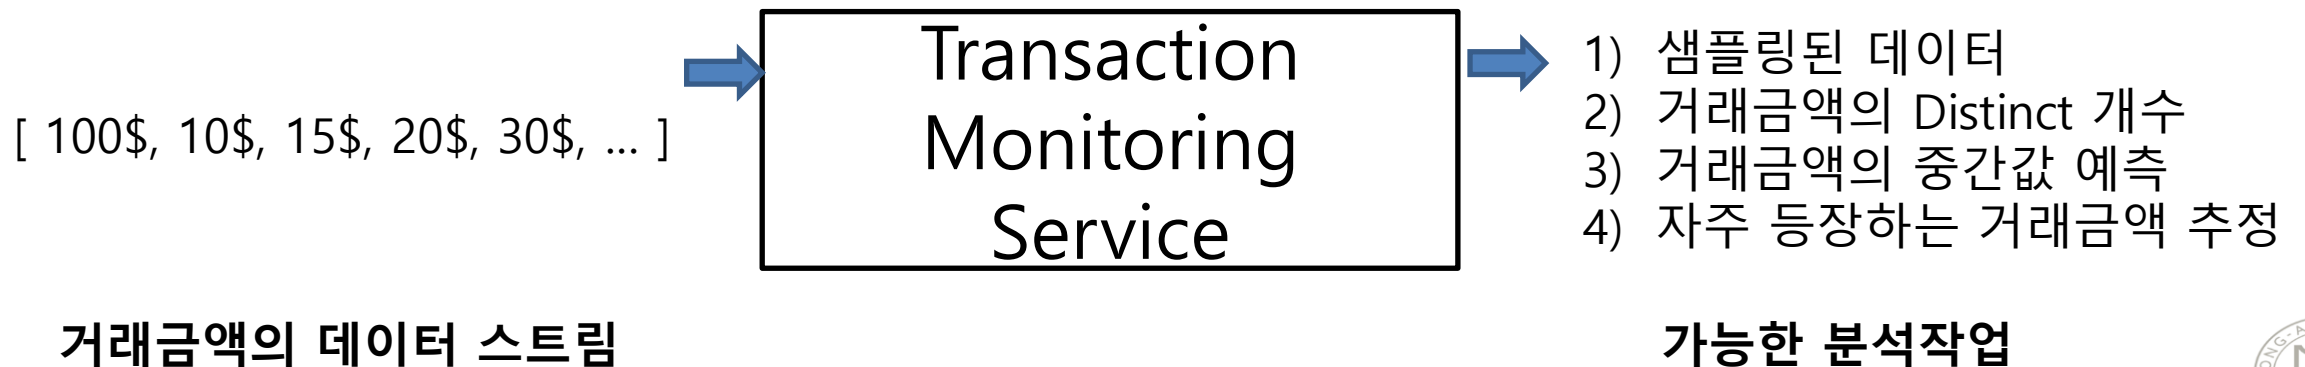 [ 100$, 10$, 15$, 20$, 30$, ... ]
Transaction
Monitoring
Service
1) 샘플링된 데이터
2) 거래금액의 Distinct 개수
3) 거래금액의 중간값 예측
4) 자주 등장하는 거래금액 추정
거래금액의 데이터 스트림
가능한 분석작업